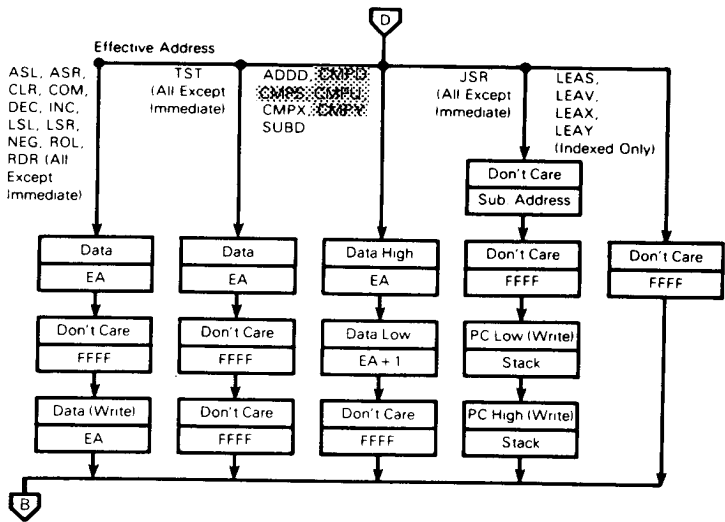 D
Effective Address
ASL, ASR,
CLR, COM,
DEC, INC,
LSL, LSR,
NEG, ROL,
RDR (All
Except
Immediate)
TST
(All Except
Immediate)
ADDD, CMPD
CMPS, CMPU
CMPX, CMPY
SUBD
JSR
(All Except
Immediate)
LEAS,
LEAV,
LEAX,
LEAY
(Indexed Only)
Don't Care
Sub. Address
Data
EA
Data
EA
Data High
EA
Don't Care
FFFF
Don't Care
FFFF
Don't Care
FFFF
Don't Care
FFFF
Data Low
EA + 1
PC Low (Write)
Stack
Data (Write)
EA
Don't Care
FFFF
Don't Care
FFFF
PC High (Write)
Stack
B